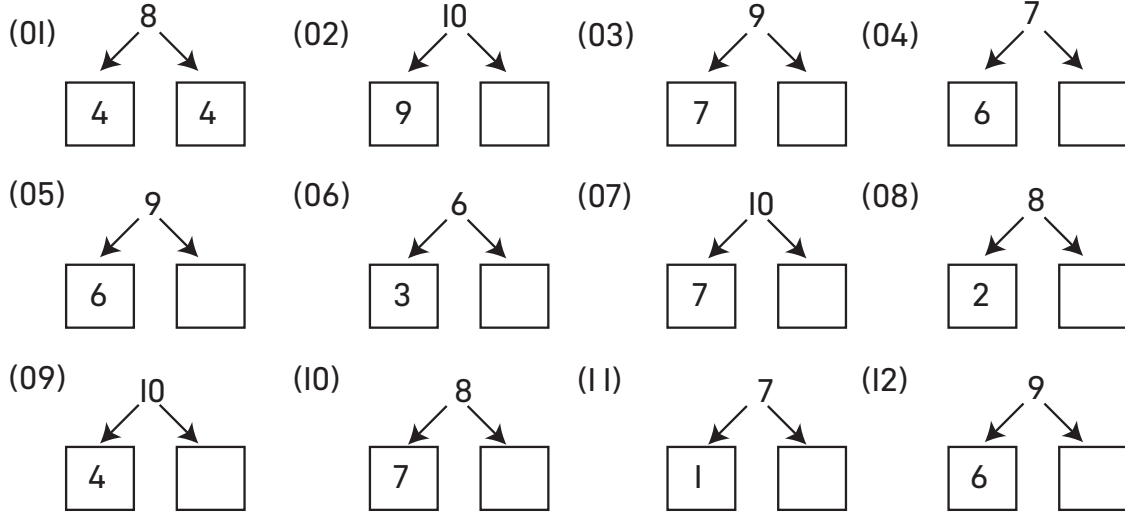 (01) 8 (02) 10 (03) 9 (04) 7
4 4 9 7 6
(05) 9 (06) 6 (07) 10 (08) 8
6 3 7 2
(09) 10 (10) 8 (11) 7 (12) 9
4 7 1 6